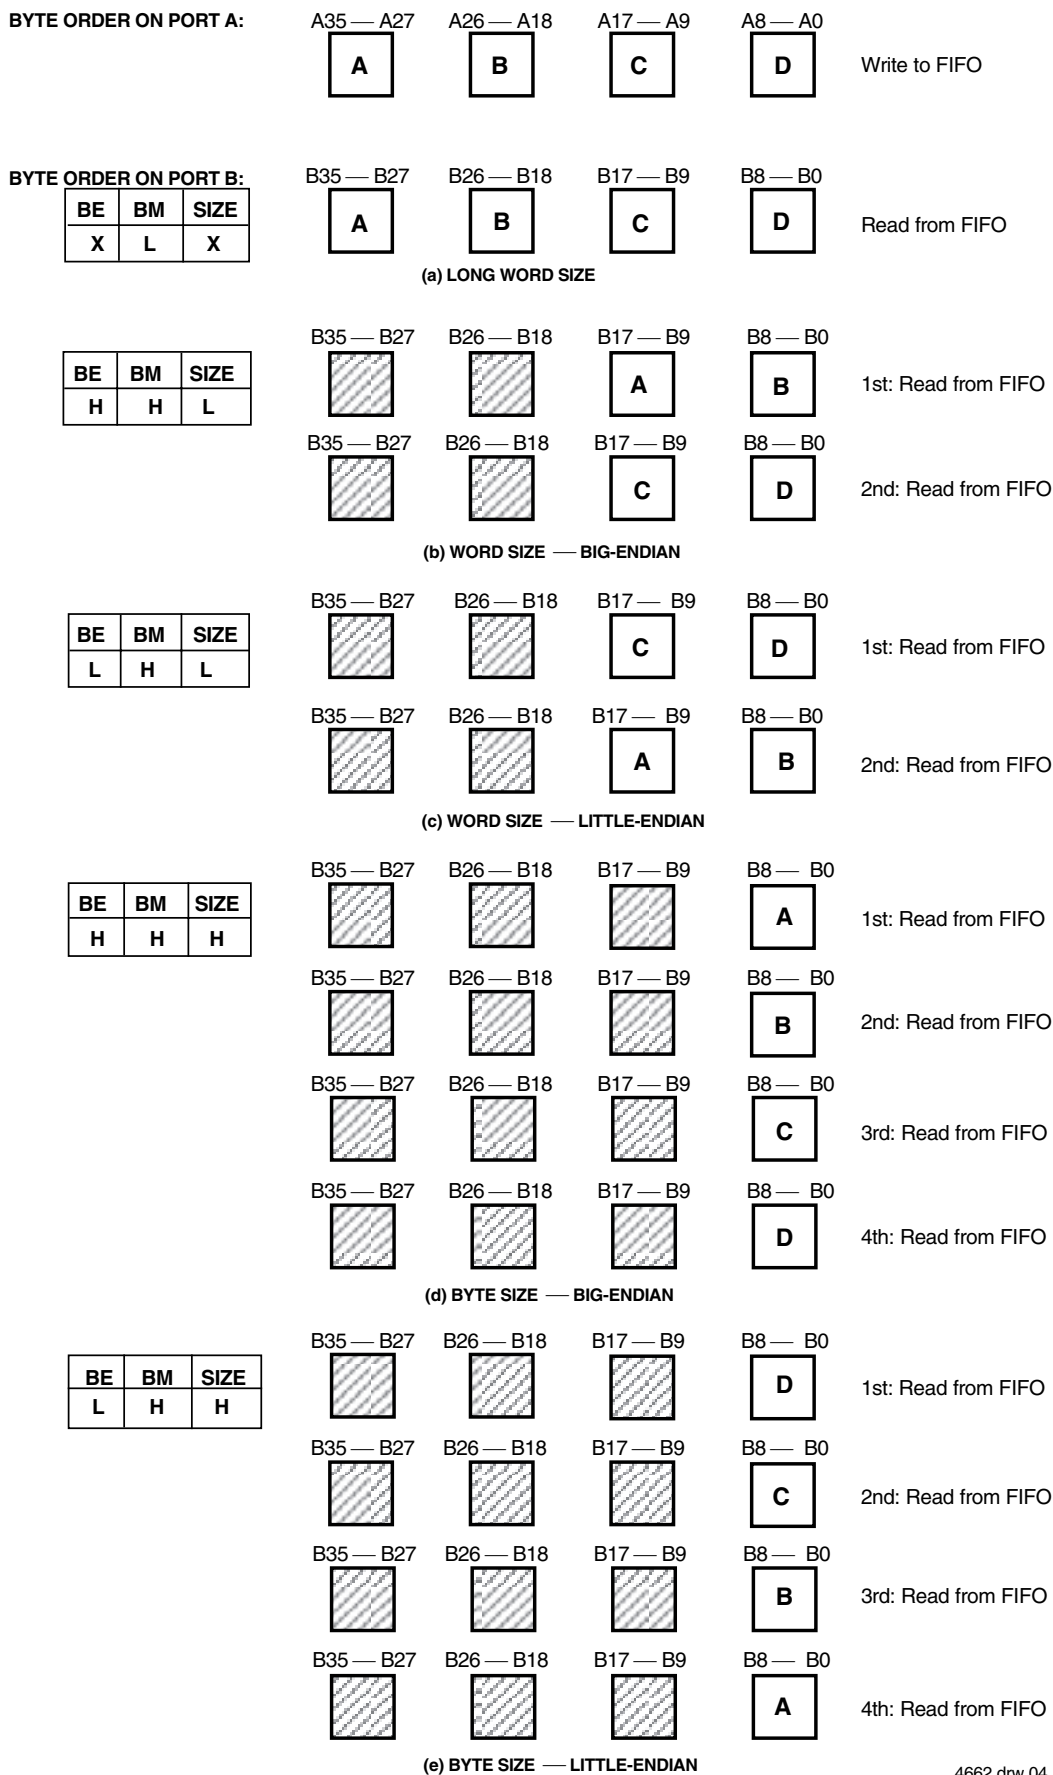 BYTE ORDER ON PORT A:
A35 — A27 A26 — A18 A17 — A9 A8 — A0
A B C D Write to FIFO
BYTE ORDER ON PORT B:
B35 — B27 B26 — B18 B17 — B9 B8 — B0
BE BM SIZE
X L X
A B C D Read from FIFO
(a) LONG WORD SIZE
B35 — B27 B26 — B18 B17 — B9 B8 — B0
BE BM SIZE
H H L
A B 1st: Read from FIFO
B35 — B27 B26 — B18 B17 — B9 B8 — B0
C D 2nd: Read from FIFO
(b) WORD SIZE — BIG-ENDIAN
B35 — B27 B26 — B18 B17 — B9 B8 — B0
BE BM SIZE
L H L
C D 1st: Read from FIFO
B35 — B27 B26 — B18 B17 — B9 B8 — B0
A B 2nd: Read from FIFO
(c) WORD SIZE — LITTLE-ENDIAN
B35 — B27 B26 — B18 B17 — B9 B8 — B0
BE BM SIZE
H H H
A 1st: Read from FIFO
B35 — B27 B26 — B18 B17 — B9 B8 — B0
B 2nd: Read from FIFO
B35 — B27 B26 — B18 B17 — B9 B8 — B0
C 3rd: Read from FIFO
B35 — B27 B26 — B18 B17 — B9 B8 — B0
D 4th: Read from FIFO
(d) BYTE SIZE — BIG-ENDIAN
B35 — B27 B26 — B18 B17 — B9 B8 — B0
BE BM SIZE
L H H
D 1st: Read from FIFO
B35 — B27 B26 — B18 B17 — B9 B8 — B0
C 2nd: Read from FIFO
B35 — B27 B26 — B18 B17 — B9 B8 — B0
B 3rd: Read from FIFO
B35 — B27 B26 — B18 B17 — B9 B8 — B0
A 4th: Read from FIFO
(e) BYTE SIZE — LITTLE-ENDIAN
4662 drw 04